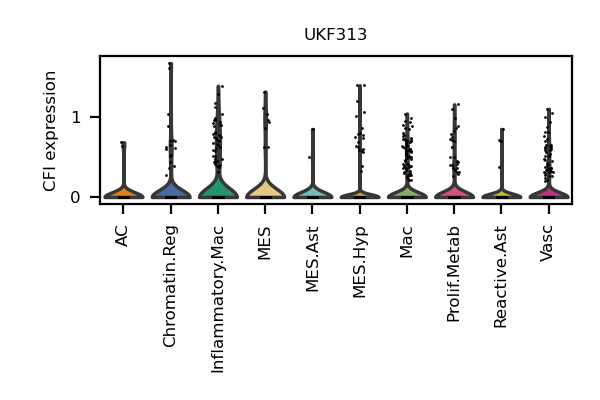 UKF313
CFI expression
1
0
AC
Chromatin.Reg
Inflammatory.Mac
MES
MES.Ast
MES.Hyp
Mac
Prolif.Metab
Reactive.Ast
Vasc